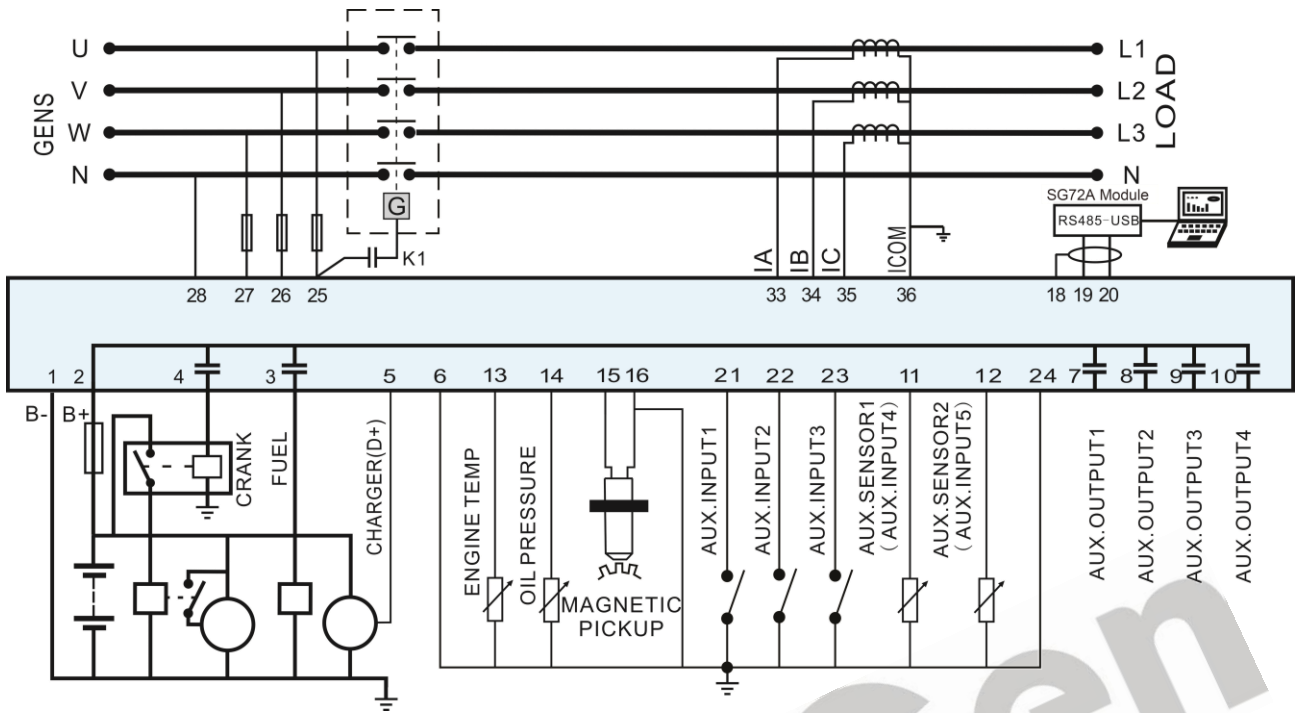 GENS
U
V
W
N
L1
L2
L3
N
LOAD
G
K1
IA
IB
IC
ICOM
SG72A Module
RS485-USB
28 27 26 25
33 34 35 36
18 19 20
1 2 4 3 5 6 13 14 15 16 21 22 23 11 12 24 7 8 9 10
B- B+
CRANK
FUEL
CHARGER(D+)
ENGINE TEMP
OIL PRESSURE
MAGNETIC
PICKUP
AUX.INPUT1
AUX.INPUT2
AUX.INPUT3
AUX.SENSOR1
(AUX.INPUT4)
AUX.SENSOR2
(AUX.INPUT5)
AUX.OUTPUT1
AUX.OUTPUT2
AUX.OUTPUT3
AUX.OUTPUT4